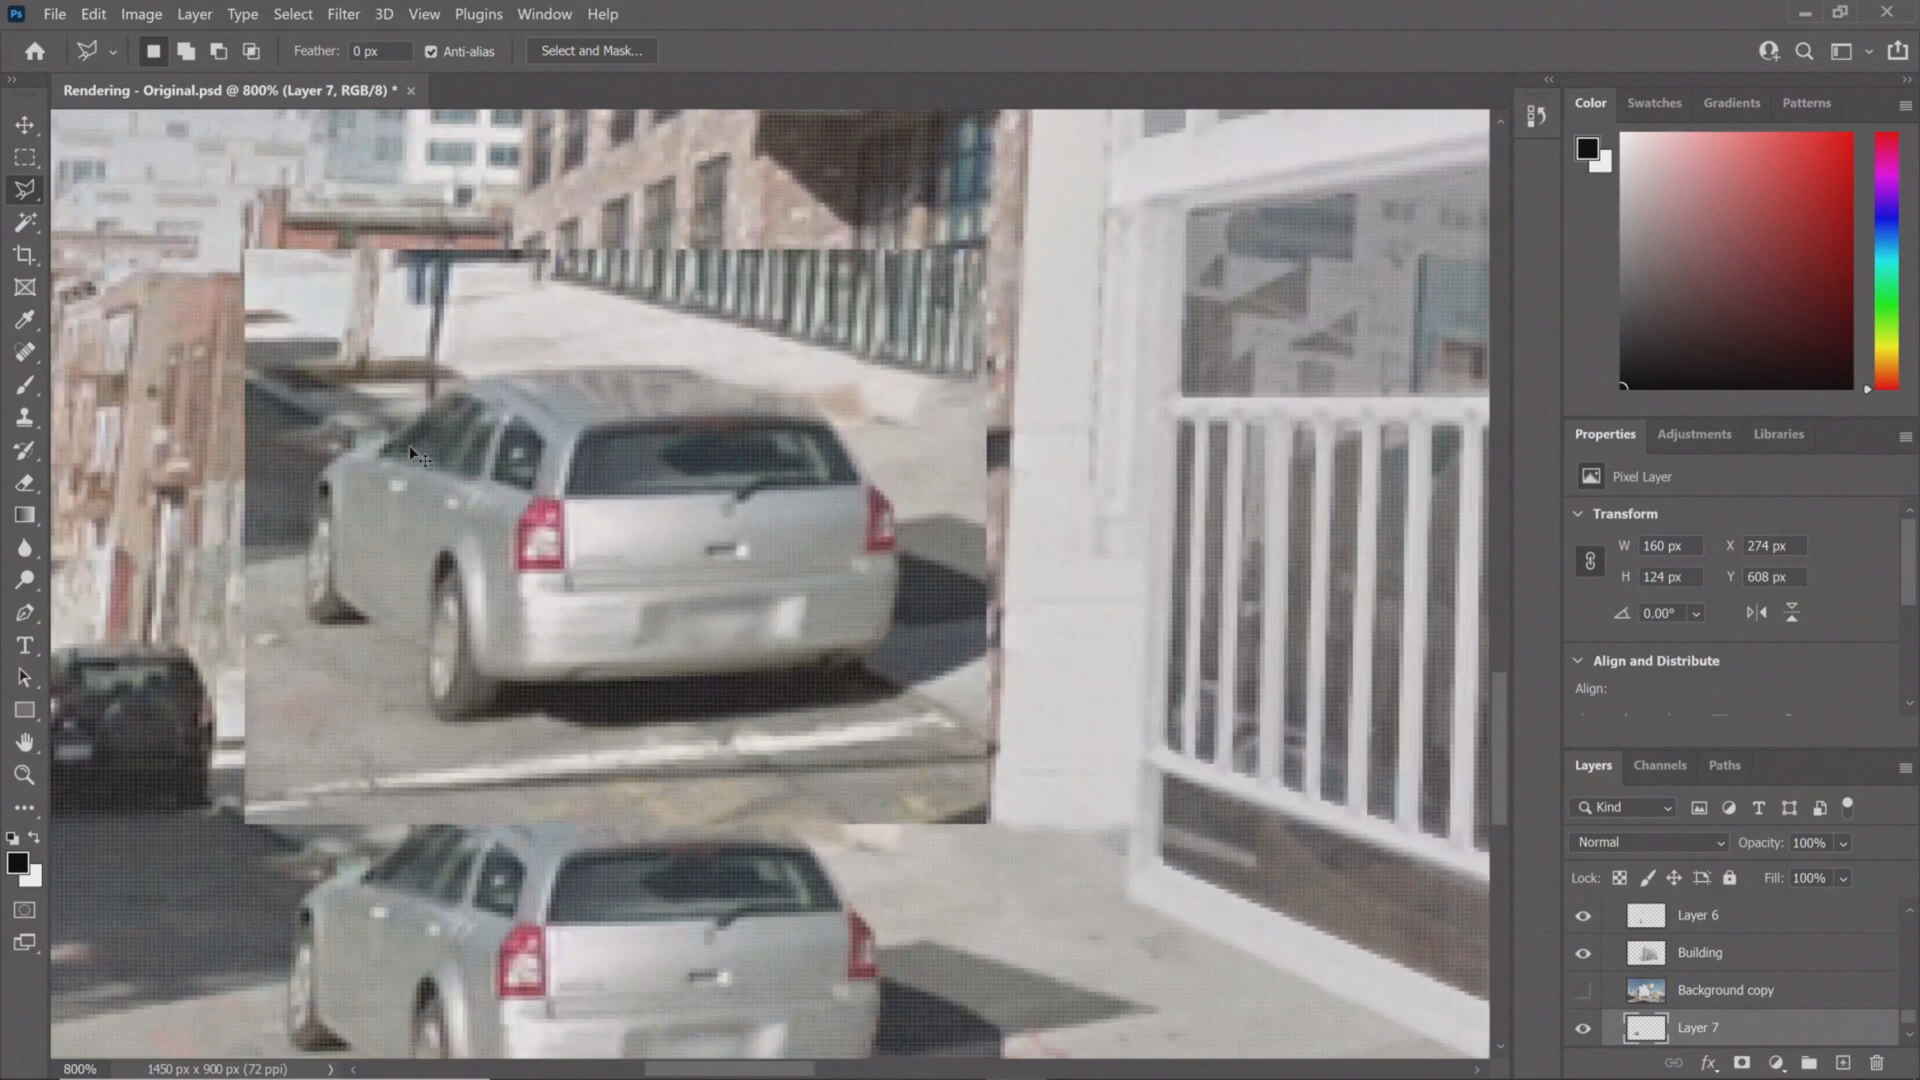 Ps File Edit Image Layer Type Select Filter 3D View Plugins Window Help
Feather: 0 px Anti-alias Select and Mask...
Rendering - Original.psd @ 800% (Layer 7, RGB/8) * ×
Color Swatches Gradients Patterns
Properties Adjustments Libraries
Pixel Layer
Transform
W 160 px X 274 px
H 124 px Y 608 px
0.00°
Align and Distribute
Align:
Layers Channels Paths
Kind
Normal Opacity: 100%
Lock: Fill: 100%
Layer 6
Building
Background copy
Layer 7
fx
800% 1450 px x 900 px (72 ppi)